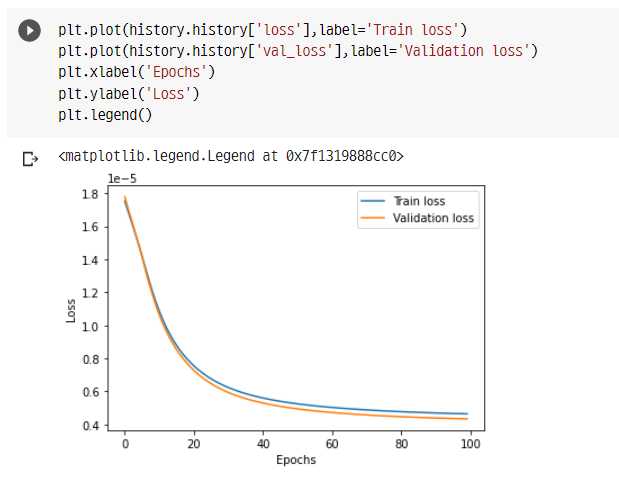 plt.plot(history.history['loss'],label='Train loss')
plt.plot(history.history['val_loss'],label='Validation loss')
plt.xlabel('Epochs')
plt.ylabel('Loss')
plt.legend()
<matplotlib.legend.Legend at 0x7f1319888cc0>
1e−5
1.8
1.6
1.4
1.2
1.0
0.8
0.6
0.4
Loss
Train loss
Validation loss
0 20 40 60 80 100
Epochs